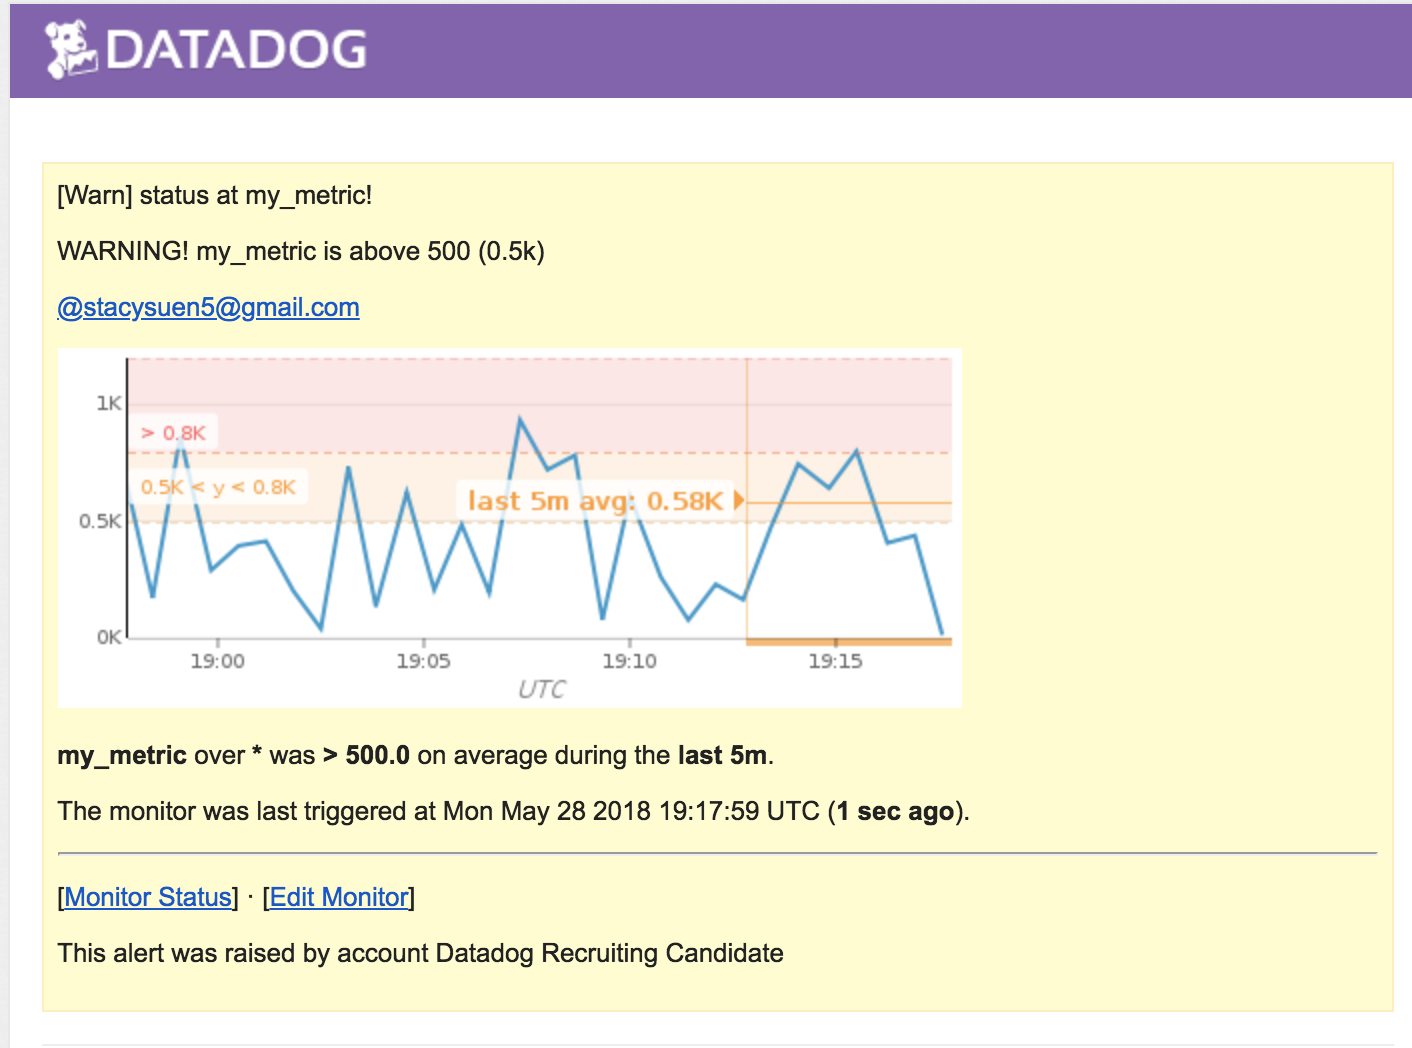 DATADOG
[Warn] status at my_metric!
WARNING! my_metric is above 500 (0.5k)
@stacysuen5@gmail.com
1K
> 0.8K
0.5K < y < 0.8K
last 5m avg: 0.58K
0.5K
0K
19:00 19:05 19:10 19:15
UTC
my_metric over * was > 500.0 on average during the last 5m.
The monitor was last triggered at Mon May 28 2018 19:17:59 UTC (1 sec ago).
[Monitor Status] · [Edit Monitor]
This alert was raised by account Datadog Recruiting Candidate